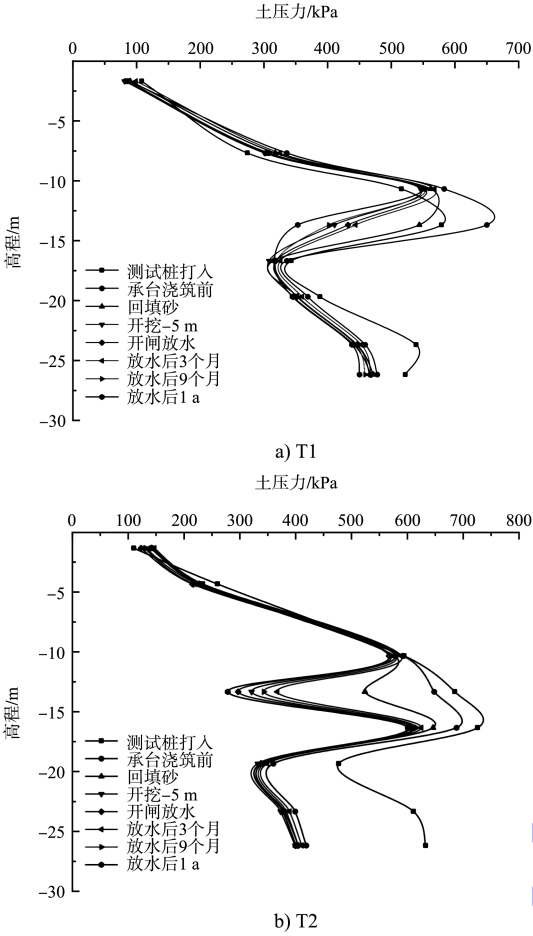 土压力/kPa
0 100 200 300 400 500 600 700
-5
-10
-15
-20
-25
-30
高程/m
测试桩打入
承台浇筑前
回填砂
开挖-5 m
开闸放水
放水后3个月
放水后9个月
放水后1 a
a) T1
土压力/kPa
0 100 200 300 400 500 600 700 800
-5
-10
-15
-20
-25
-30
高程/m
测试桩打入
承台浇筑前
回填砂
开挖-5 m
开闸放水
放水后3个月
放水后9个月
放水后1 a
b) T2